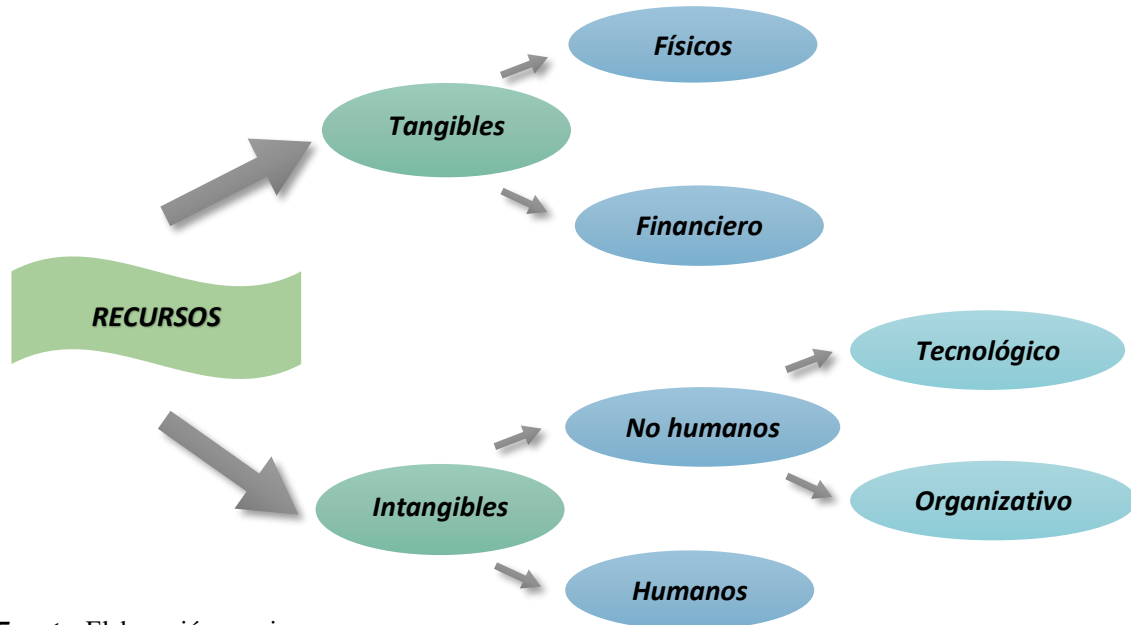 Físicos
Tangibles
Financiero
RECURSOS
Tecnológico
No humanos
Organizativo
Intangibles
Humanos